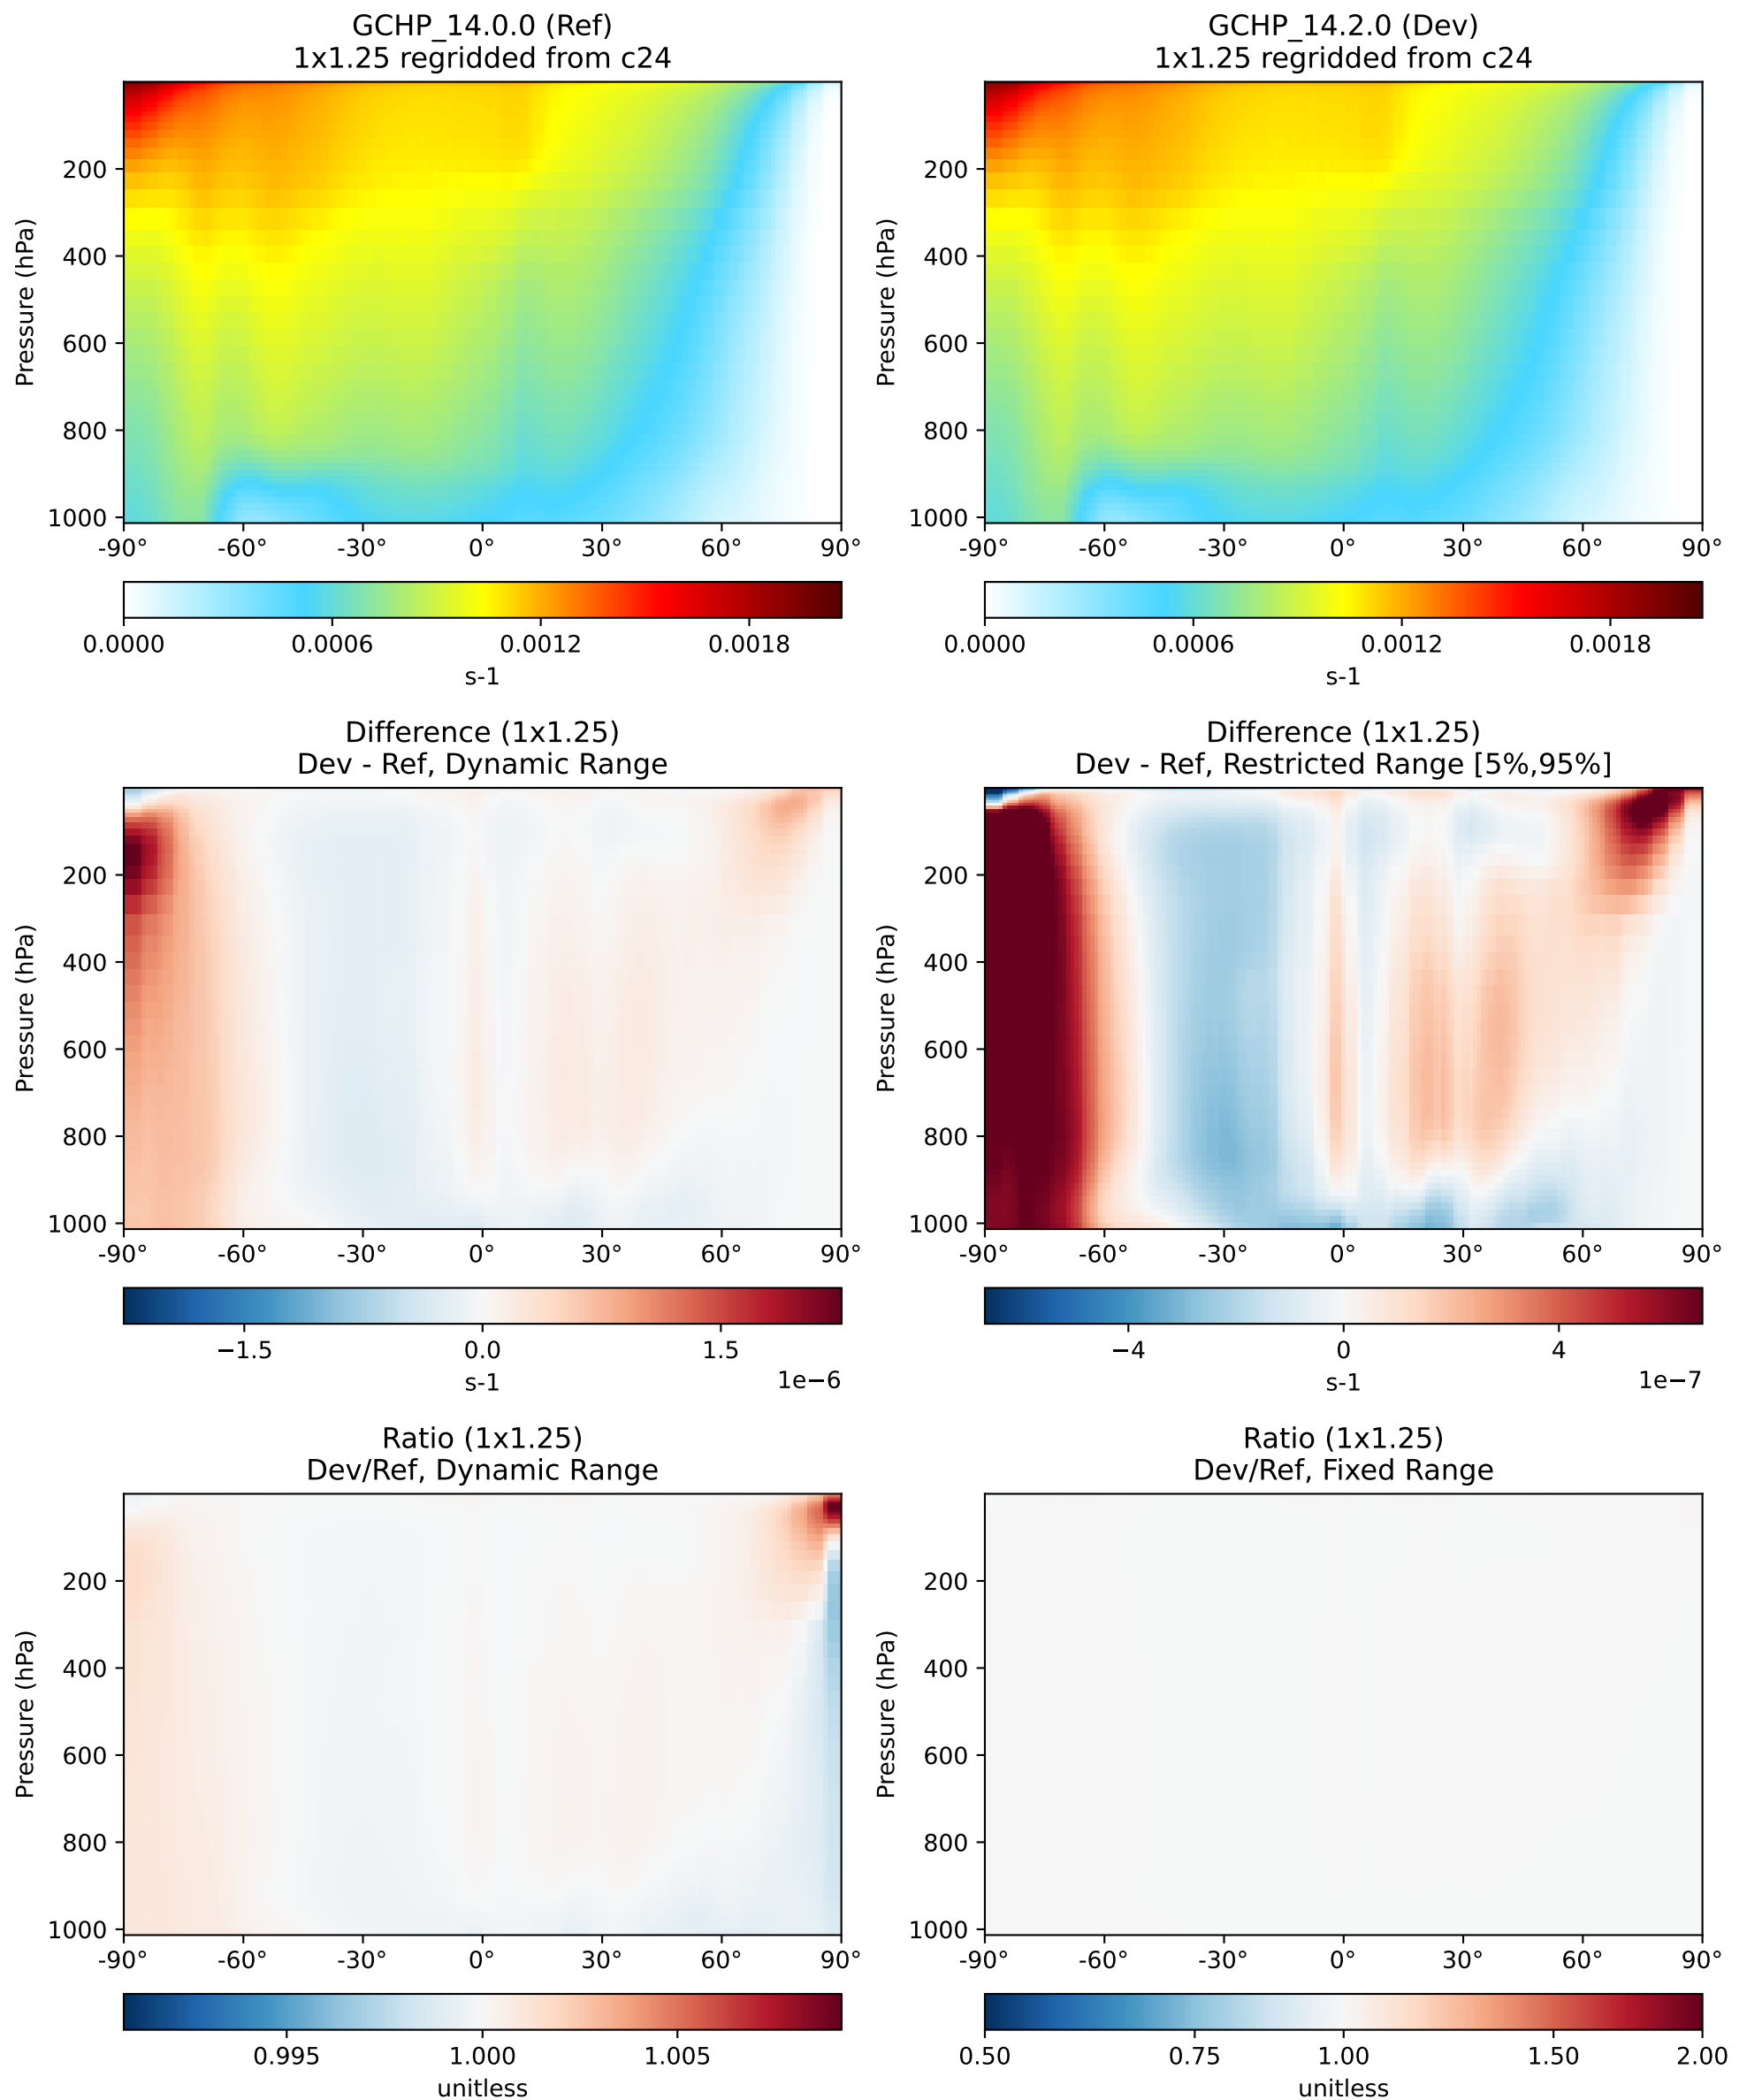 GCHP_14.0.0 (Ref)
1x1.25 regridded from c24
Pressure (hPa)
200
400
600
800
1000
-90° -60° -30° 0° 30° 60° 90°
0.0000 0.0006 0.0012 0.0018
s-1
GCHP_14.2.0 (Dev)
1x1.25 regridded from c24
Pressure (hPa)
200
400
600
800
1000
-90° -60° -30° 0° 30° 60° 90°
0.0000 0.0006 0.0012 0.0018
s-1
Difference (1x1.25)
Dev - Ref, Dynamic Range
Pressure (hPa)
200
400
600
800
1000
-90° -60° -30° 0° 30° 60° 90°
−1.5 0.0 1.5
s-1 1e−6
Difference (1x1.25)
Dev - Ref, Restricted Range [5%,95%]
Pressure (hPa)
200
400
600
800
1000
-90° -60° -30° 0° 30° 60° 90°
−4 0 4
s-1 1e−7
Ratio (1x1.25)
Dev/Ref, Dynamic Range
Pressure (hPa)
200
400
600
800
1000
-90° -60° -30° 0° 30° 60° 90°
0.995 1.000 1.005
unitless
Ratio (1x1.25)
Dev/Ref, Fixed Range
Pressure (hPa)
200
400
600
800
1000
-90° -60° -30° 0° 30° 60° 90°
0.50 0.75 1.00 1.50 2.00
unitless